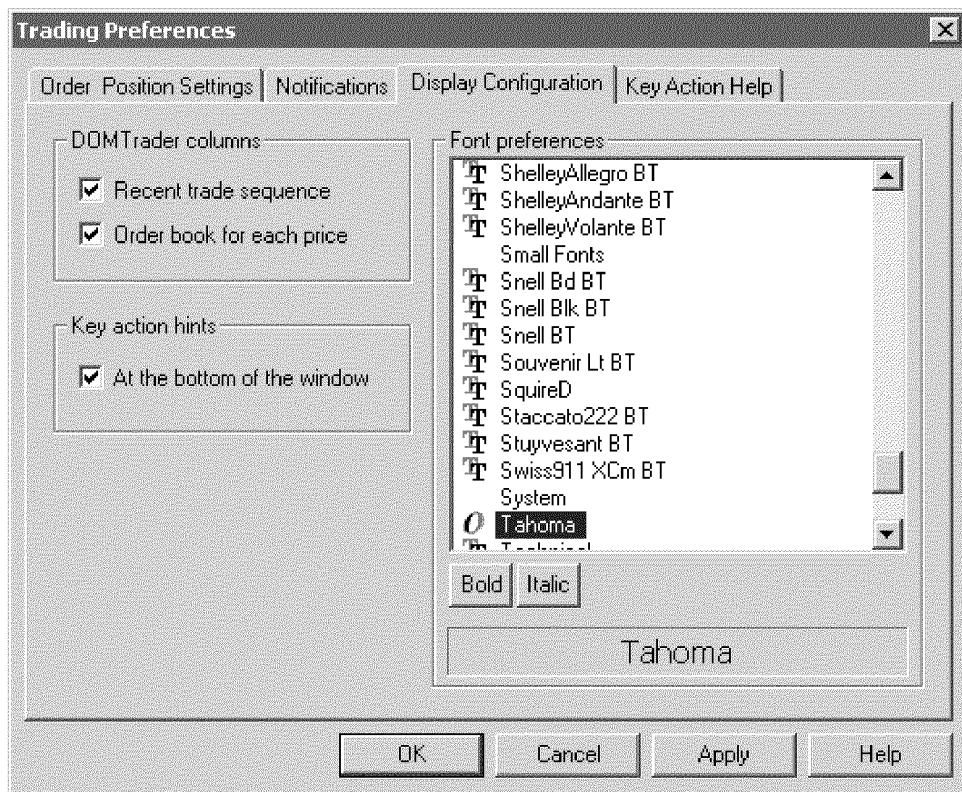 Trading Preferences
Order Position Settings
Notifications
Display Configuration
Key Action Help
DOMTrader columns
Recent trade sequence
Order book for each price
Key action hints
At the bottom of the window
Font preferences
ShelleyAllegro BT
ShelleyAndante BT
ShelleyVolante BT
Small Fonts
Snell Bd BT
Snell Blk BT
Snell BT
Souvenir Lt BT
SquireD
Staccato222 BT
Stuyvesant BT
Swiss911 XCm BT
System
Tahoma
Bold
Italic
Tahoma
OK
Cancel
Apply
Help